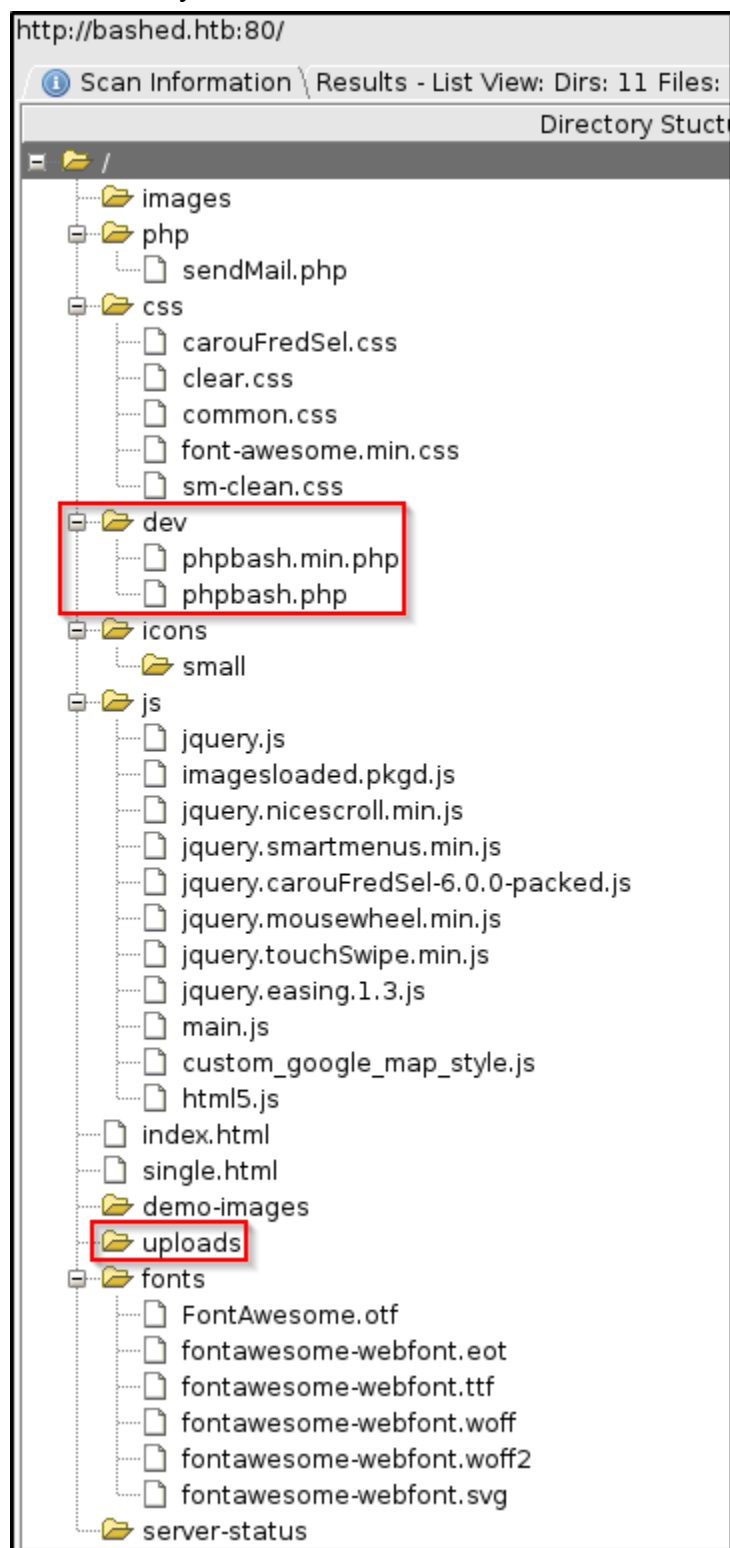 http://bashed.htb:80/
Scan Information Results - List View: Dirs: 11 Files:
Directory Stuct
/
images
php
sendMail.php
css
carouFredSel.css
clear.css
common.css
font-awesome.min.css
sm-clean.css
dev
phpbash.min.php
phpbash.php
icons
small
js
jquery.js
imagesloaded.pkgd.js
jquery.nicescroll.min.js
jquery.smartmenus.min.js
jquery.carouFredSel-6.0.0-packed.js
jquery.mousewheel.min.js
jquery.touchSwipe.min.js
jquery.easing.1.3.js
main.js
custom_google_map_style.js
html5.js
index.html
single.html
demo-images
uploads
fonts
FontAwesome.otf
fontawesome-webfont.eot
fontawesome-webfont.ttf
fontawesome-webfont.woff
fontawesome-webfont.woff2
fontawesome-webfont.svg
server-status